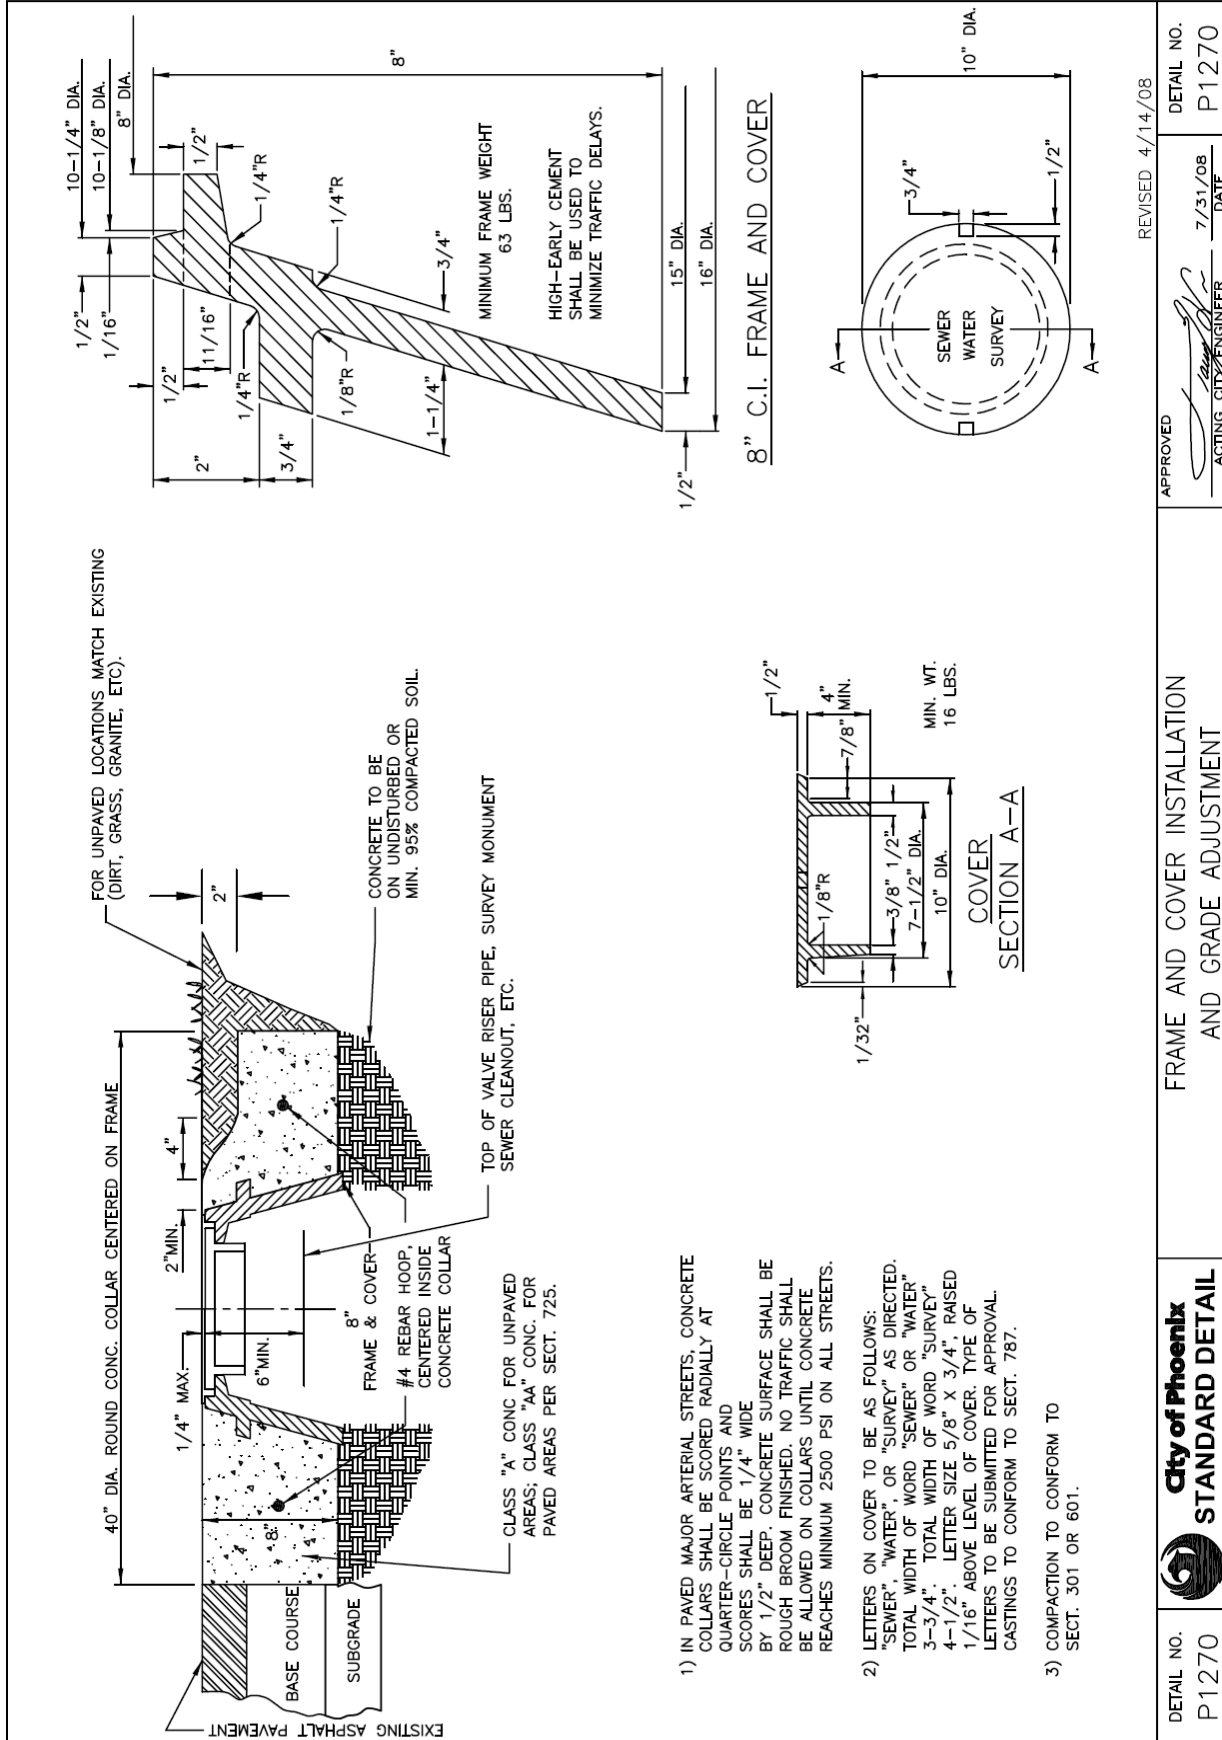 40" DIA. ROUND CONC. COLLAR CENTERED ON FRAME
FOR UNPAVED LOCATIONS MATCH EXISTING
(DIRT, GRASS, GRANITE, ETC).
1/4" MAX.
2"MIN.
4"
2"
6"MIN.
8"
EXISTING ASPHALT PAVEMENT
BASE COURSE
SUBGRADE
8"
FRAME & COVER
#4 REBAR HOOP,
CENTERED INSIDE
CONCRETE COLLAR
CLASS "A" CONC FOR UNPAVED
AREAS; CLASS "AA" CONC. FOR
PAVED AREAS PER SECT. 725.
TOP OF VALVE RISER PIPE, SURVEY MONUMENT
SEWER CLEANOUT, ETC.
CONCRETE TO BE
ON UNDISTURBED OR
MIN. 95% COMPACTED SOIL.
10-1/4" DIA.
10-1/8" DIA.
8" DIA.
1/2"
1/16"
1/2"
11/16"
1/2"
1/4"R
1/4"R
1/4"R
1/8"R
2"
3/4"
1-1/4"
3/4"
8"
MINIMUM FRAME WEIGHT
63 LBS.
HIGH-EARLY CEMENT
SHALL BE USED TO
MINIMIZE TRAFFIC DELAYS.
15" DIA.
16" DIA.
1/2"
8" C.I. FRAME AND COVER
1) IN PAVED MAJOR ARTERIAL STREETS, CONCRETE
COLLARS SHALL BE SCORED RADIALLY AT
QUARTER-CIRCLE POINTS AND
SCORES SHALL BE 1/4" WIDE
BY 1/2" DEEP. CONCRETE SURFACE SHALL BE
ROUGH BROOM FINISHED. NO TRAFFIC SHALL
BE ALLOWED ON COLLARS UNTIL CONCRETE
REACHES MINIMUM 2500 PSI ON ALL STREETS.
2) LETTERS ON COVER TO BE AS FOLLOWS:
"SEWER", "WATER", OR "SURVEY" AS DIRECTED.
TOTAL WIDTH OF WORD "SEWER" OR "WATER"
3-3/4". TOTAL WIDTH OF WORD "SURVEY"
4-1/2". LETTER SIZE 5/8" X 3/4", RAISED
1/16" ABOVE LEVEL OF COVER. TYPE OF
LETTERS TO BE SUBMITTED FOR APPROVAL.
CASTINGS TO CONFORM TO SECT. 787.
3) COMPACTION TO CONFORM TO
SECT. 301 OR 601.
1/2"
4"
7/8" MIN.
1/8"R
3/8"
1/2"
7-1/2" DIA.
10" DIA.
1/32"
MIN. WT.
16 LBS.
COVER
SECTION A-A
10" DIA.
3/4"
1/2"
A
SEWER
WATER
SURVEY
A
REVISED 4/14/08
DETAIL NO.
P1270
City of Phoenix
STANDARD DETAIL
FRAME AND COVER INSTALLATION
AND GRADE ADJUSTMENT
APPROVED
7/31/08
ACTING CITY ENGINEER
DATE
DETAIL NO.
P1270